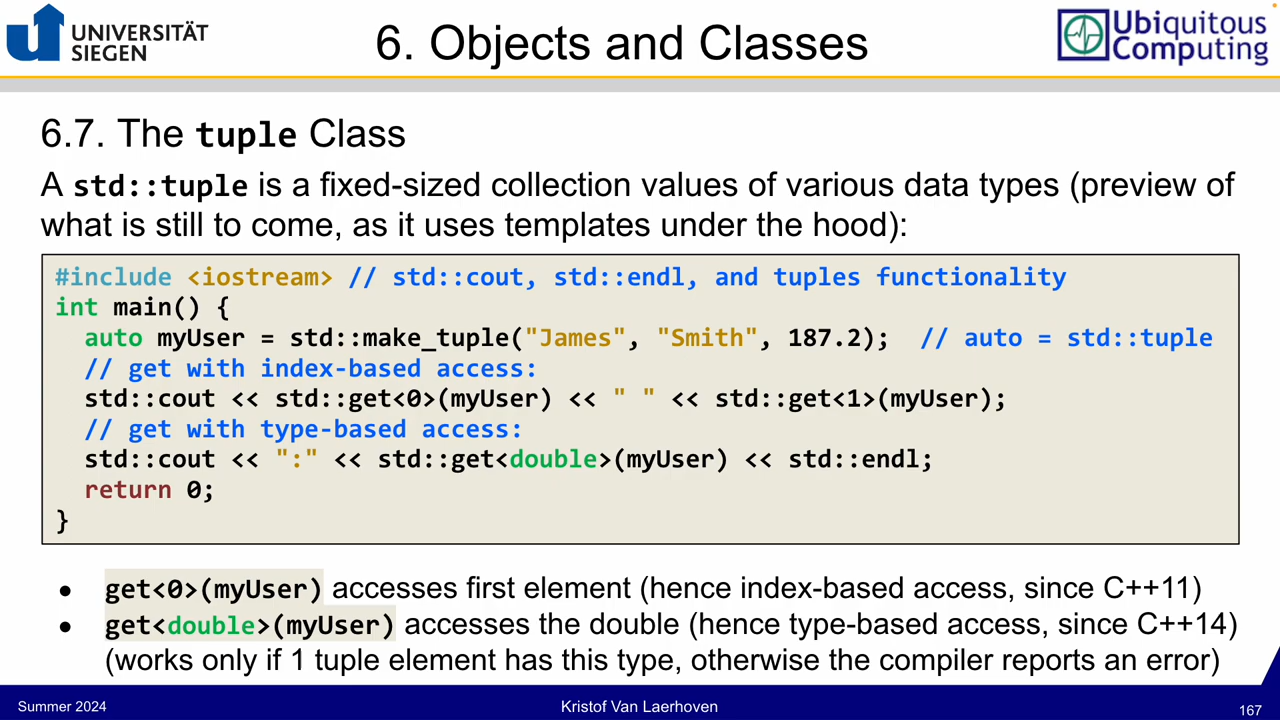 UNIVERSITÄT
SIEGEN
6. Objects and Classes
Ubiquitous
Computing
6.7. The tuple Class
A std::tuple is a fixed-sized collection values of various data types (preview of
what is still to come, as it uses templates under the hood):
#include <iostream> // std::cout, std::endl, and tuples functionality
int main() {
  auto myUser = std::make_tuple("James", "Smith", 187.2);  // auto = std::tuple
  // get with index-based access:
  std::cout << std::get<0>(myUser) << " " << std::get<1>(myUser);
  // get with type-based access:
  std::cout << ":" << std::get<double>(myUser) << std::endl;
  return 0;
}
● get<0>(myUser) accesses first element (hence index-based access, since C++11)
● get<double>(myUser) accesses the double (hence type-based access, since C++14)
(works only if 1 tuple element has this type, otherwise the compiler reports an error)
Summer 2024
Kristof Van Laerhoven
167